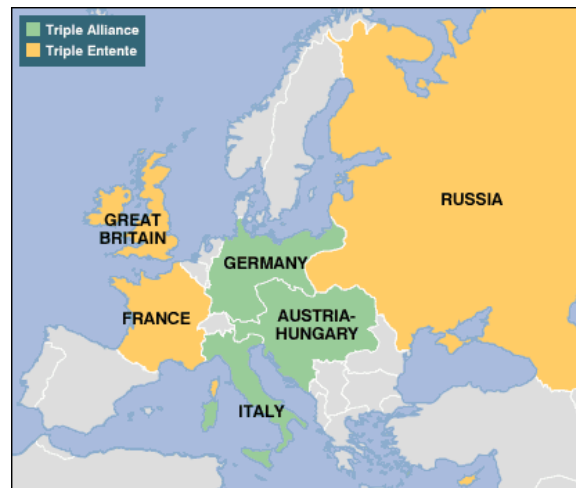 Triple Alliance
Triple Entente
RUSSIA
GREAT
BRITAIN
GERMANY
FRANCE
AUSTRIA-
HUNGARY
ITALY